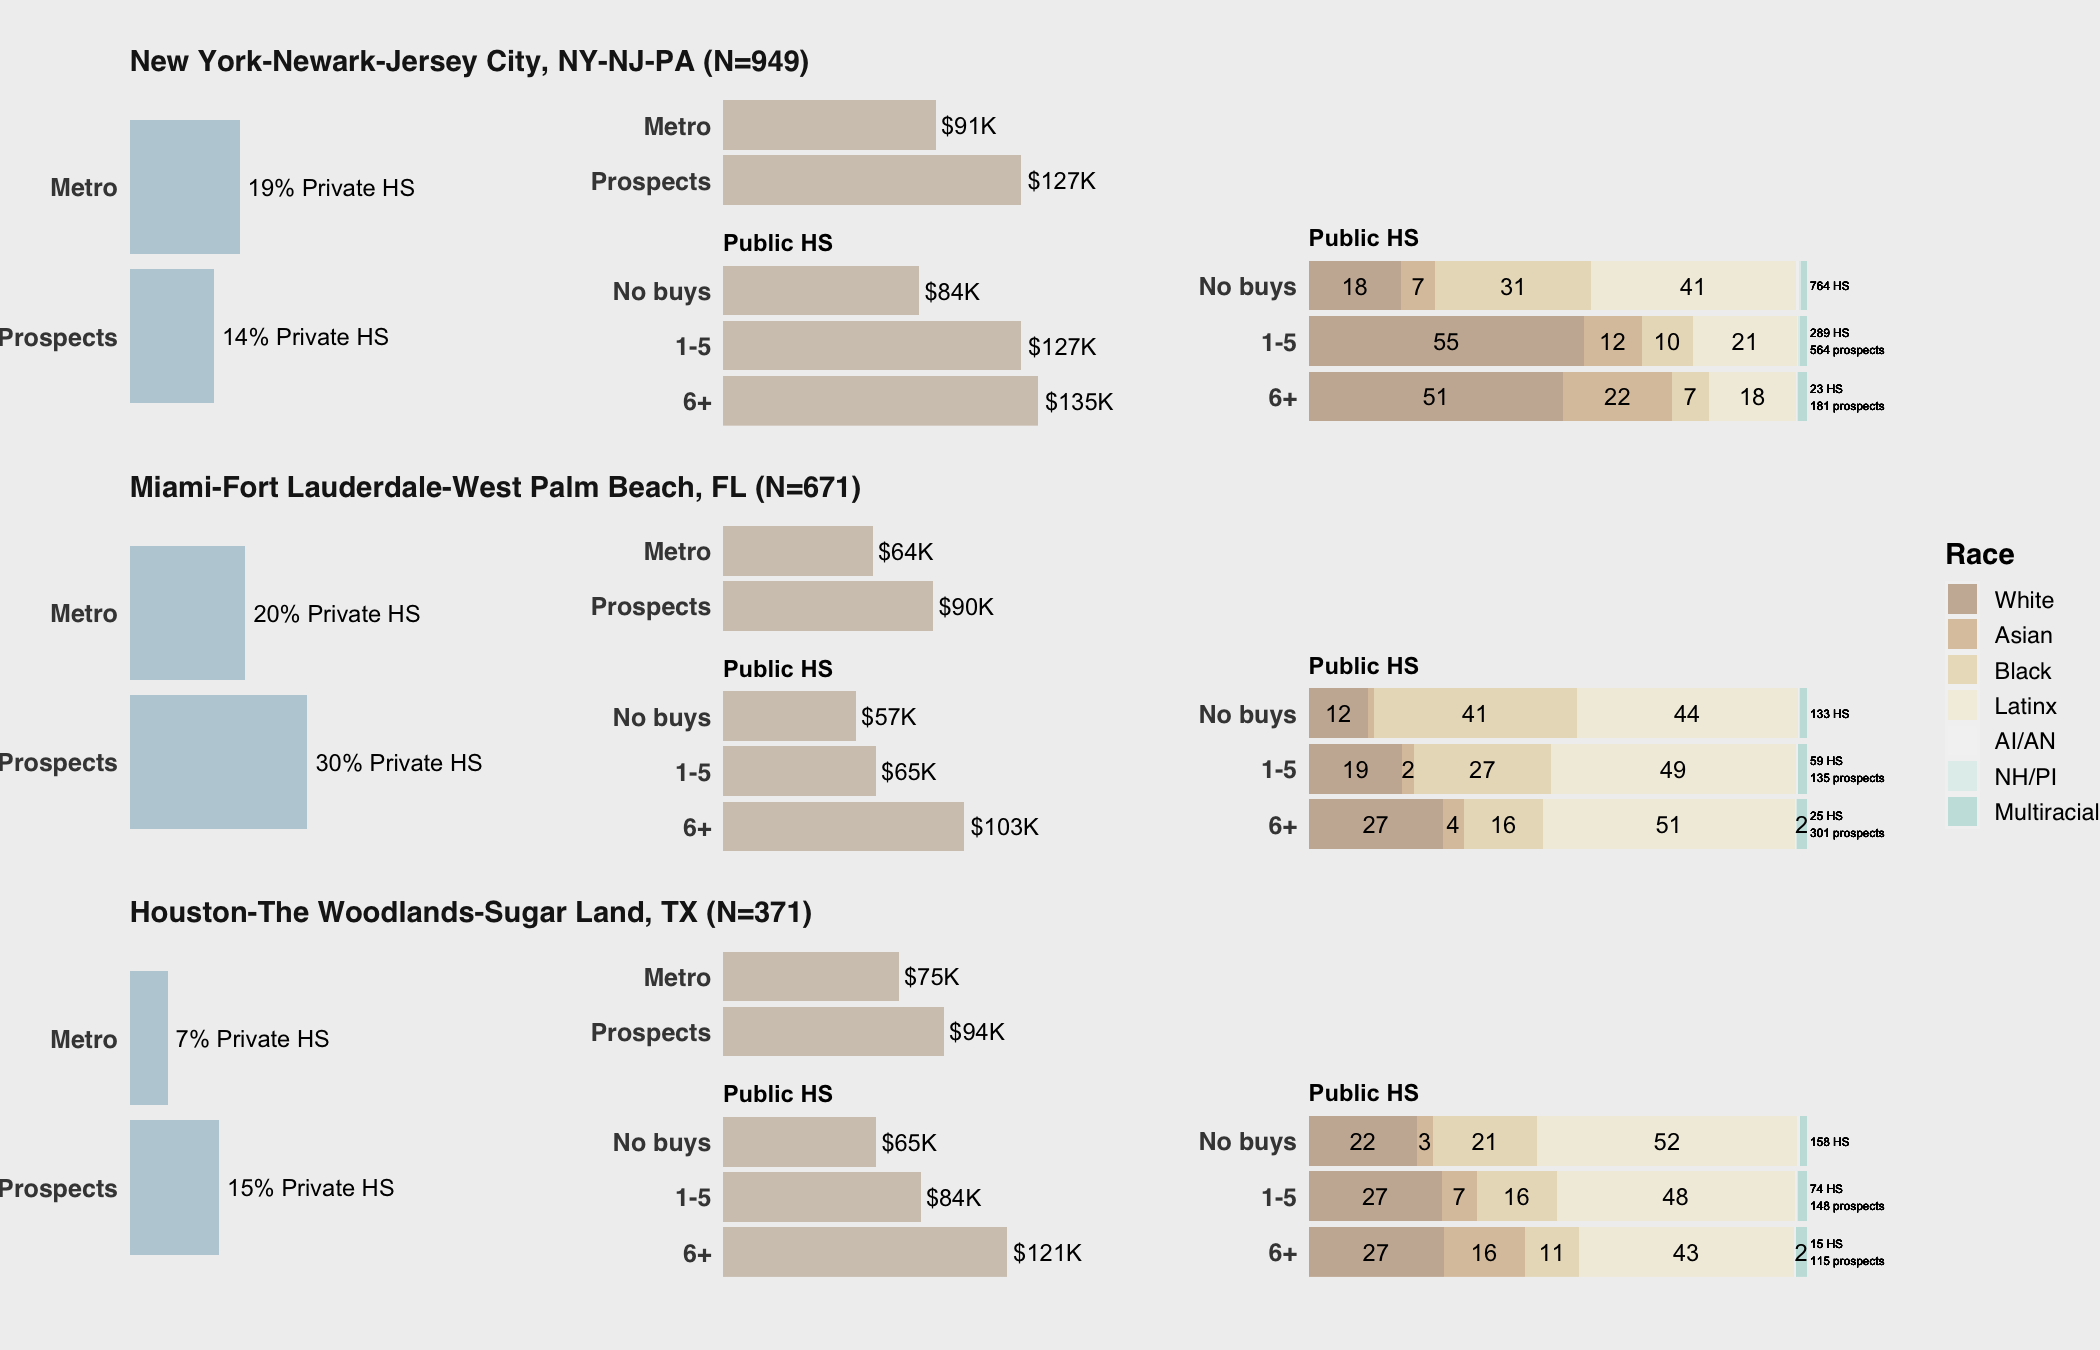 New York-Newark-Jersey City, NY-NJ-PA (N=949)
Metro
19% Private HS
Prospects
14% Private HS
Metro
$91K
Prospects
$127K
Public HS
No buys
$84K
1-5
$127K
6+
$135K
Public HS
No buys
18 7 31 41
764 HS
1-5
55 12 10 21
289 HS
564 prospects
6+
51 22 7 18
23 HS
181 prospects
Miami-Fort Lauderdale-West Palm Beach, FL (N=671)
Metro
20% Private HS
Prospects
30% Private HS
Metro
$64K
Prospects
$90K
Public HS
No buys
$57K
1-5
$65K
6+
$103K
Public HS
No buys
12 41 44
133 HS
1-5
19 2 27 49
59 HS
135 prospects
6+
27 4 16 51 2
25 HS
301 prospects
Race
White
Asian
Black
Latinx
AI/AN
NH/PI
Multiracial
Houston-The Woodlands-Sugar Land, TX (N=371)
Metro
7% Private HS
Prospects
15% Private HS
Metro
$75K
Prospects
$94K
Public HS
No buys
$65K
1-5
$84K
6+
$121K
Public HS
No buys
22 3 21 52
158 HS
1-5
27 7 16 48
74 HS
148 prospects
6+
27 16 11 43 2
15 HS
115 prospects